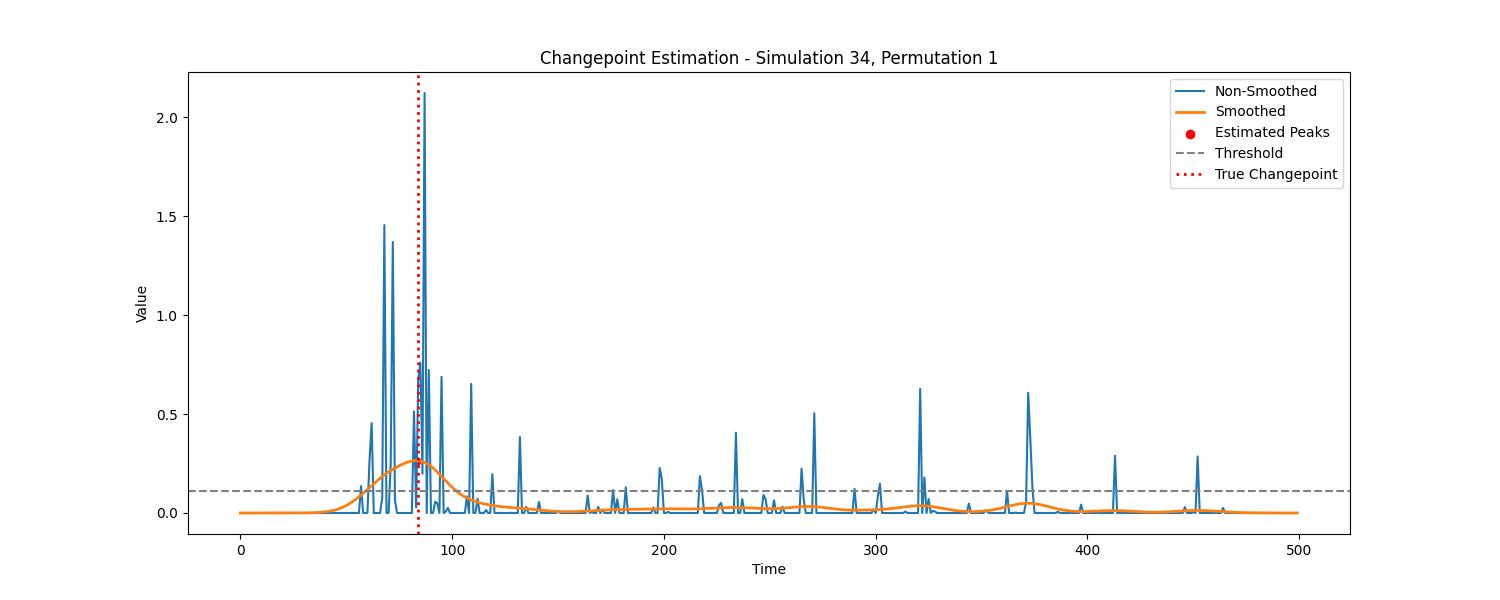 Changepoint Estimation - Simulation 34, Permutation 1
Non-Smoothed
Smoothed
Estimated Peaks
Threshold
True Changepoint
Value
2.0
1.5
1.0
0.5
0.0
0 100 200 300 400 500
Time